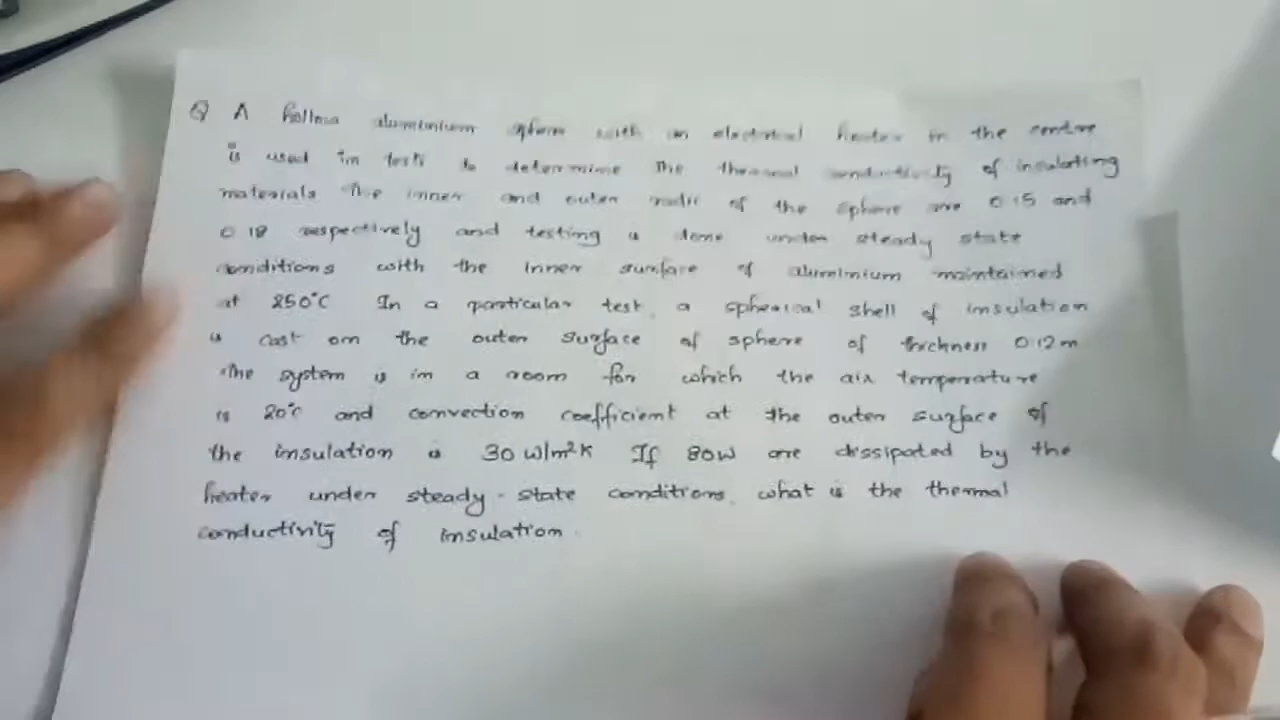 Q A hollow aluminium sphere with an electrical heater in the centre
is used in tests to determine the thermal conductivity of insulating
materials The inner and outer radii of the sphere are 0.15 and
0.18 respectively and testing is done under steady state
conditions with the inner surface of aluminium maintained
at 250°C In a particular test, a spherical shell of insulation
is cast on the outer surface of sphere of thickness 0.12m
The system is in a room for which the air temperature
is 20°C and convection coefficient at the outer surface of
the insulation is 30 W/m²K If 80W are dissipated by the
heater under steady-state conditions, what is the thermal
conductivity of insulation.